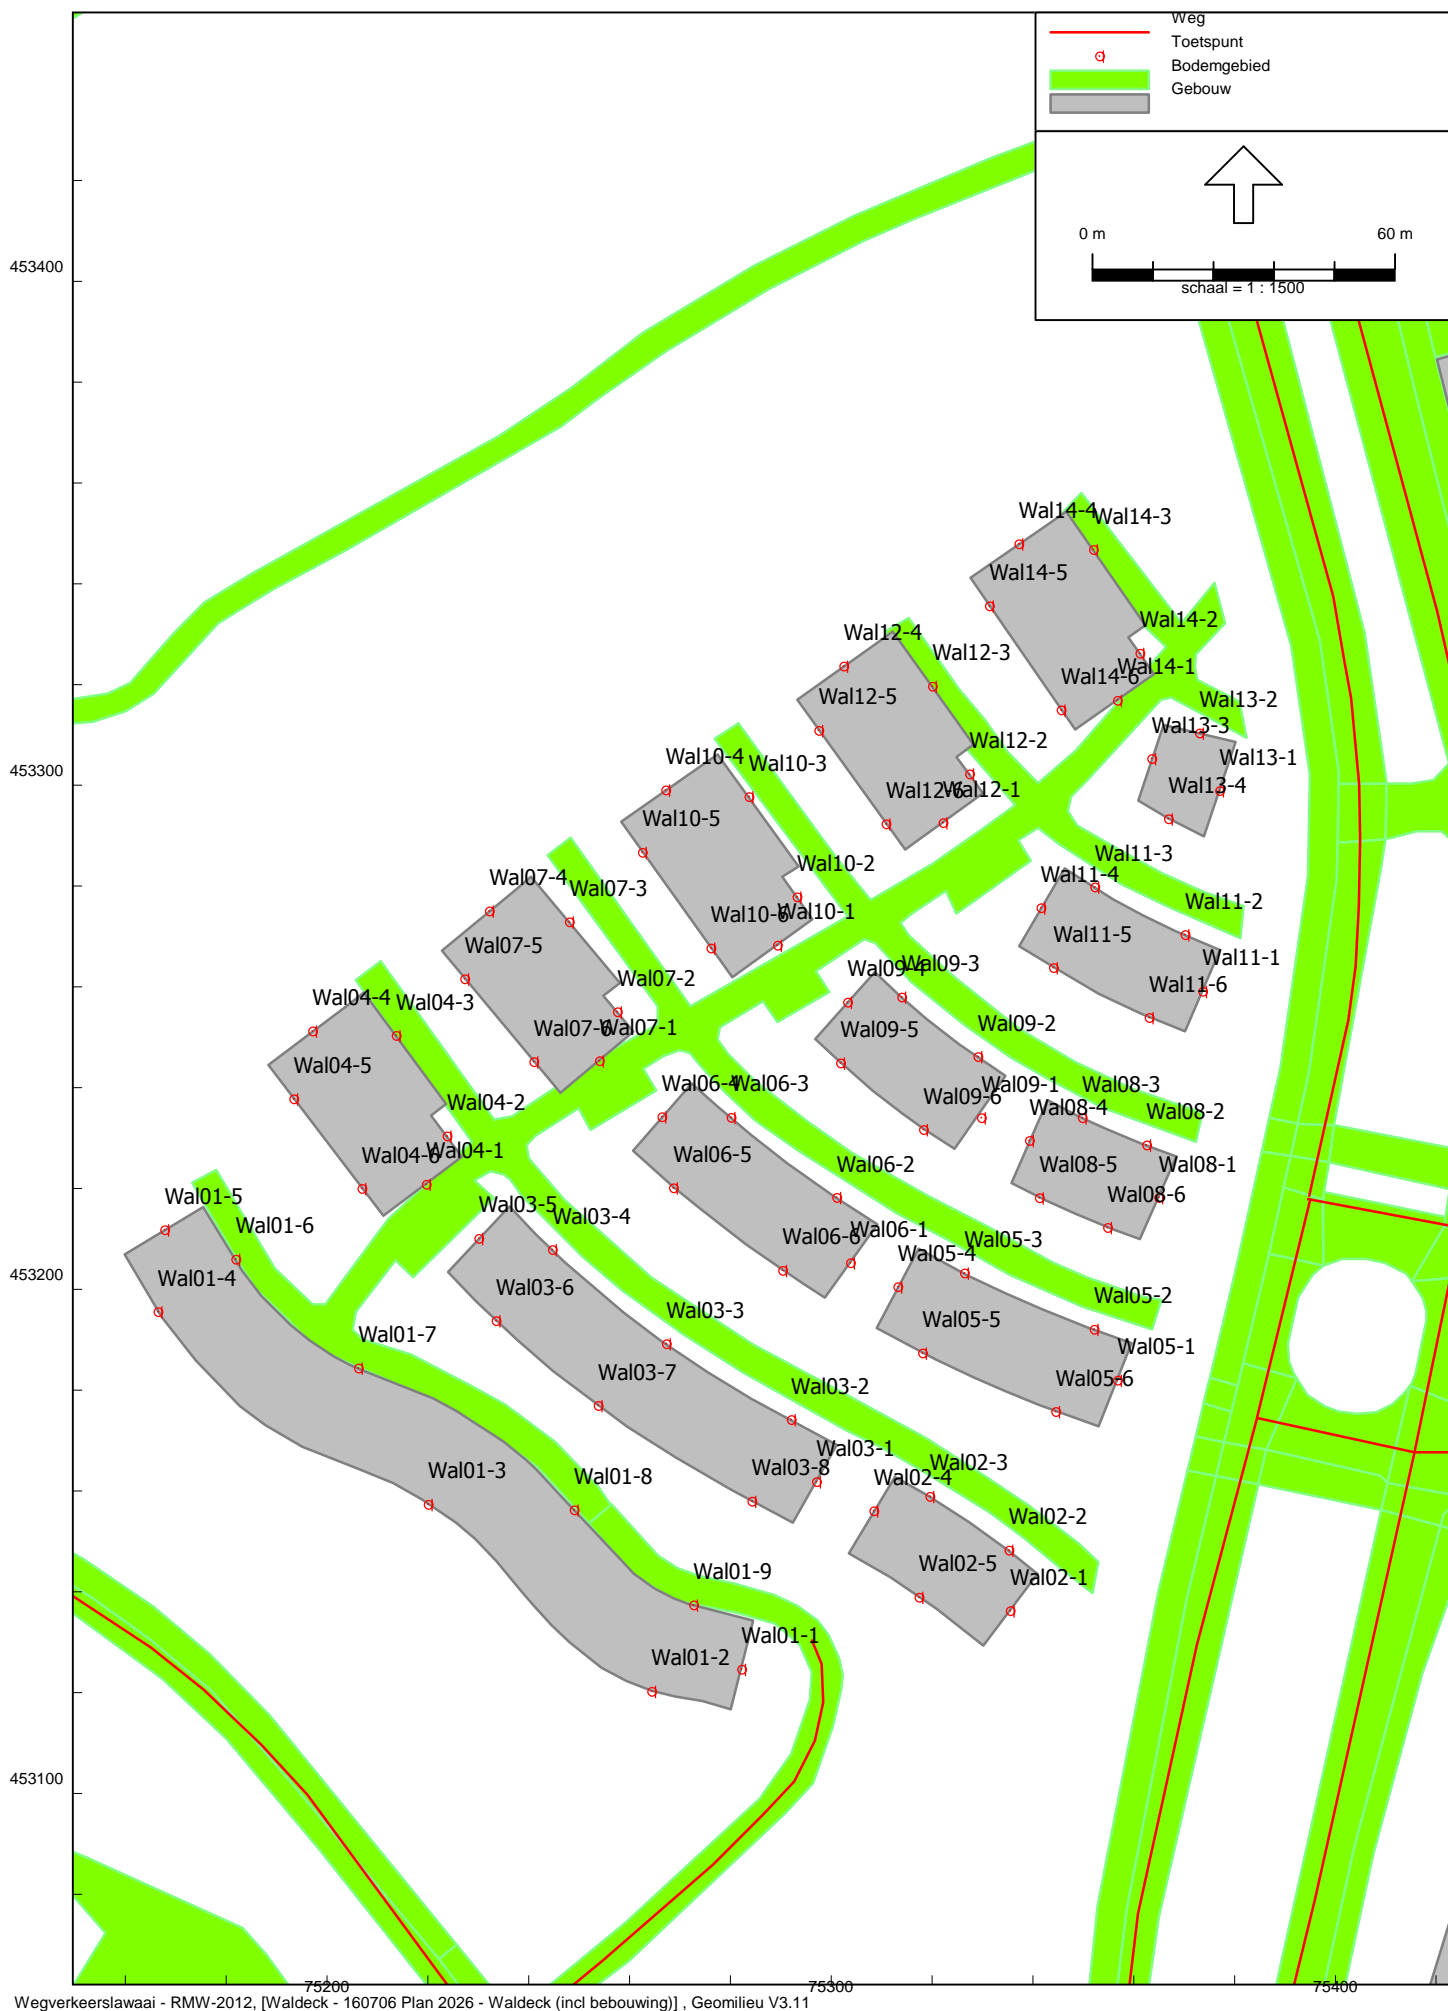 Weg
Toetspunt
Bodemgebied
Gebouw
0 m 60 m
schaal = 1 : 1500
453400
453300
453200
453100
75200 75300 75400
Wal14-4
Wal14-3
Wal14-5
Wal14-2
Wal14-1
Wal14-6
Wal12-4
Wal12-3
Wal12-5
Wal12-2
Wal12-1
Wal12-6
Wal13-2
Wal13-3
Wal13-1
Wal13-4
Wal10-4
Wal10-3
Wal10-5
Wal10-2
Wal10-1
Wal10-6
Wal11-3
Wal11-4
Wal11-2
Wal11-5
Wal11-1
Wal11-6
Wal07-4
Wal07-3
Wal07-5
Wal07-2
Wal07-1
Wal07-6
Wal09-4
Wal09-3
Wal09-5
Wal09-2
Wal09-1
Wal09-6
Wal04-4
Wal04-3
Wal04-5
Wal04-2
Wal04-1
Wal04-6
Wal08-3
Wal08-4
Wal08-2
Wal08-5
Wal08-1
Wal08-6
Wal06-4
Wal06-3
Wal06-5
Wal06-2
Wal06-1
Wal06-6
Wal05-3
Wal05-4
Wal05-2
Wal05-5
Wal05-1
Wal05-6
Wal03-5
Wal03-4
Wal03-6
Wal03-3
Wal03-7
Wal03-2
Wal03-1
Wal03-8
Wal02-3
Wal02-4
Wal02-2
Wal02-5
Wal02-1
Wal01-5
Wal01-6
Wal01-4
Wal01-7
Wal01-3
Wal01-8
Wal01-9
Wal01-1
Wal01-2
Wegverkeerslawaai - RMW-2012, [Waldeck - 160706 Plan 2026 - Waldeck (incl bebouwing)] , Geomilieu V3.11